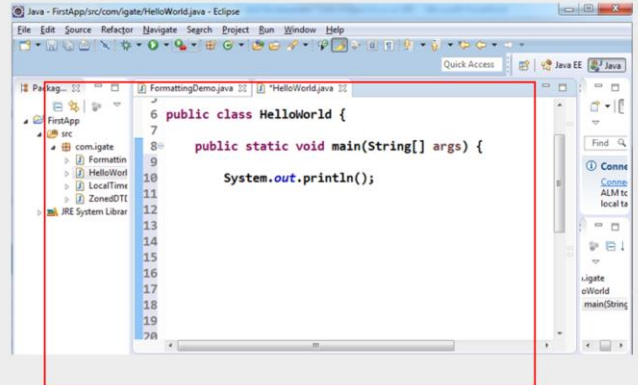 Java - FirstApp/src/com/igate/HelloWorld.java - Eclipse
File Edit Source Refactor Navigate Search Project Run Window Help
Quick Access Java EE Java
Packag... FormattingDemo.java *HelloWorld.java
FirstApp
src
com.igate
Formattin
HelloWorl
LocalTime
ZonedDTD
JRE System Librar
6 public class HelloWorld {
7
8 public static void main(String[] args) {
9
10 System.out.println();
11
12
13
14
15
16
17
18
19
20
Find
Conne
Conne
ALM to
local ta
.igate
oWorld
main(String